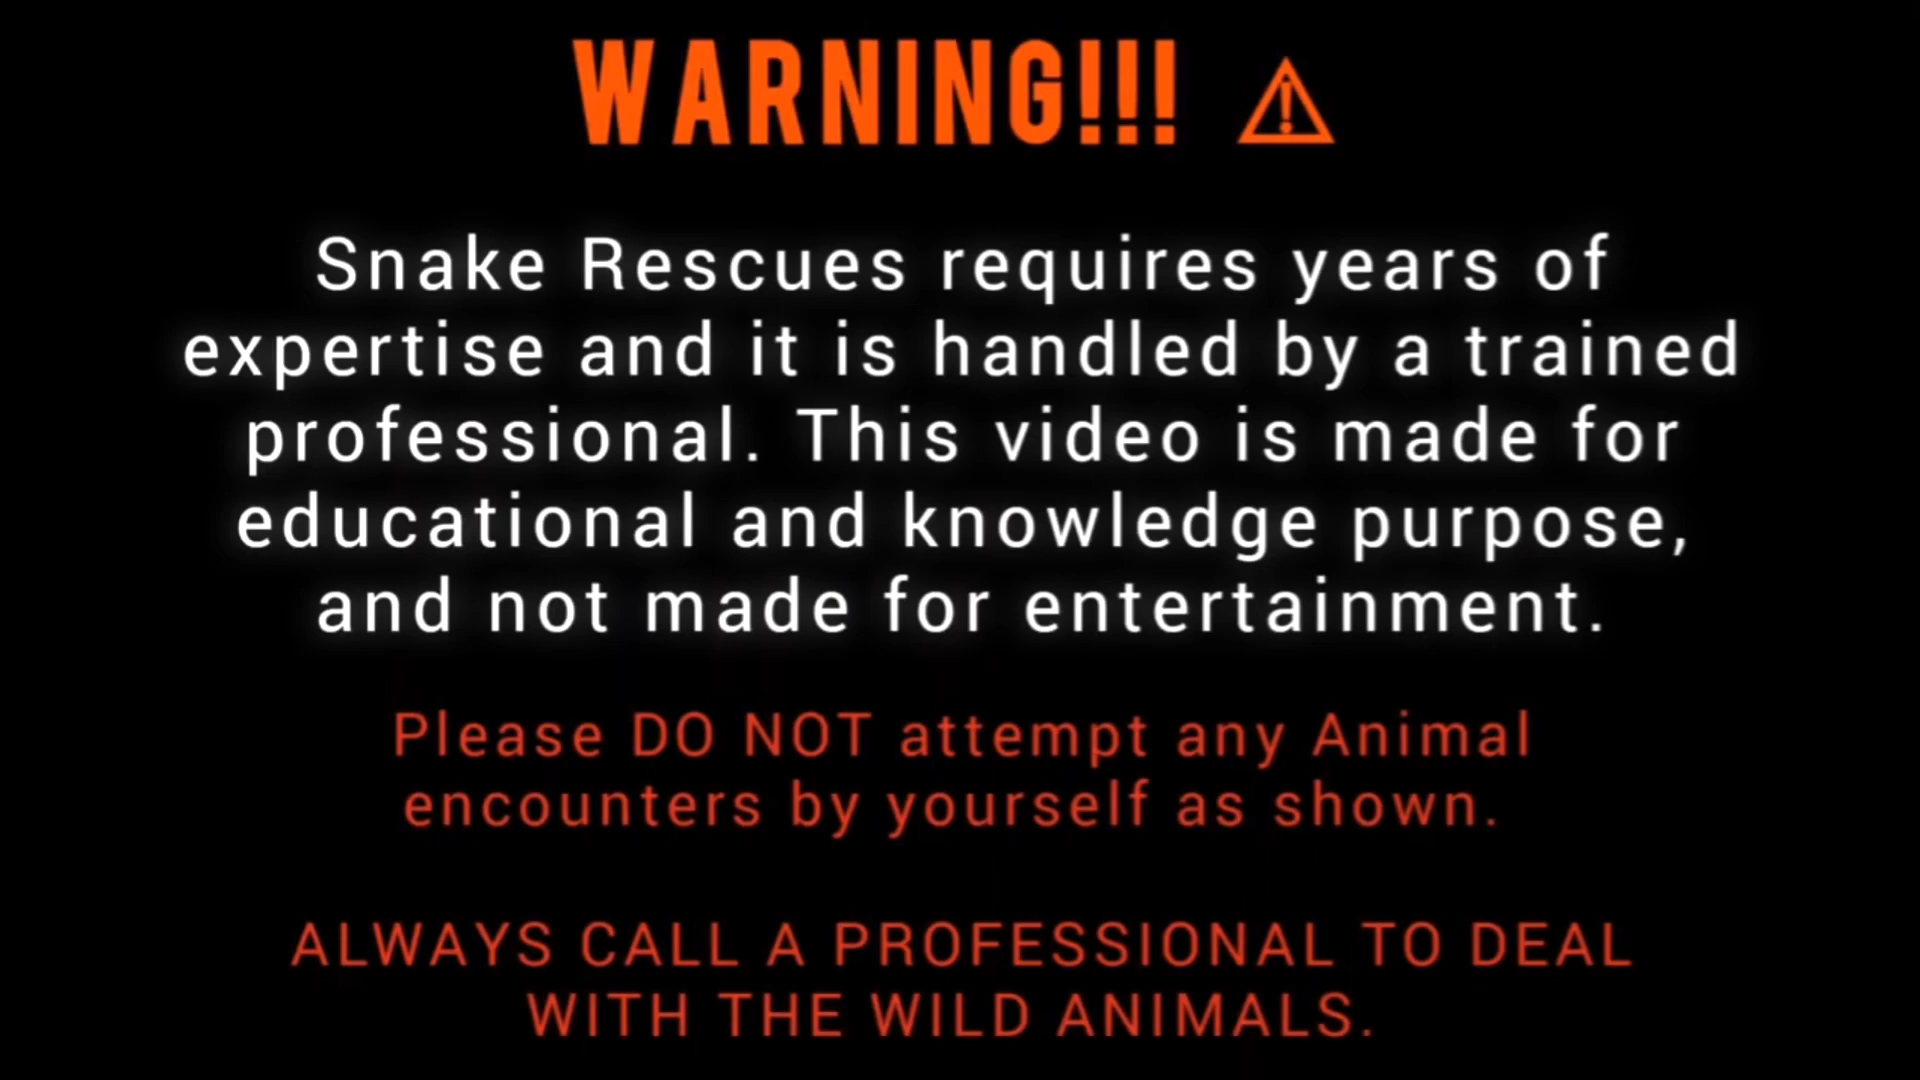 WARNING!!! ⚠
Snake Rescues requires years of
expertise and it is handled by a trained
professional. This video is made for
educational and knowledge purpose,
and not made for entertainment.
Please DO NOT attempt any Animal
encounters by yourself as shown.
ALWAYS CALL A PROFESSIONAL TO DEAL
WITH THE WILD ANIMALS.